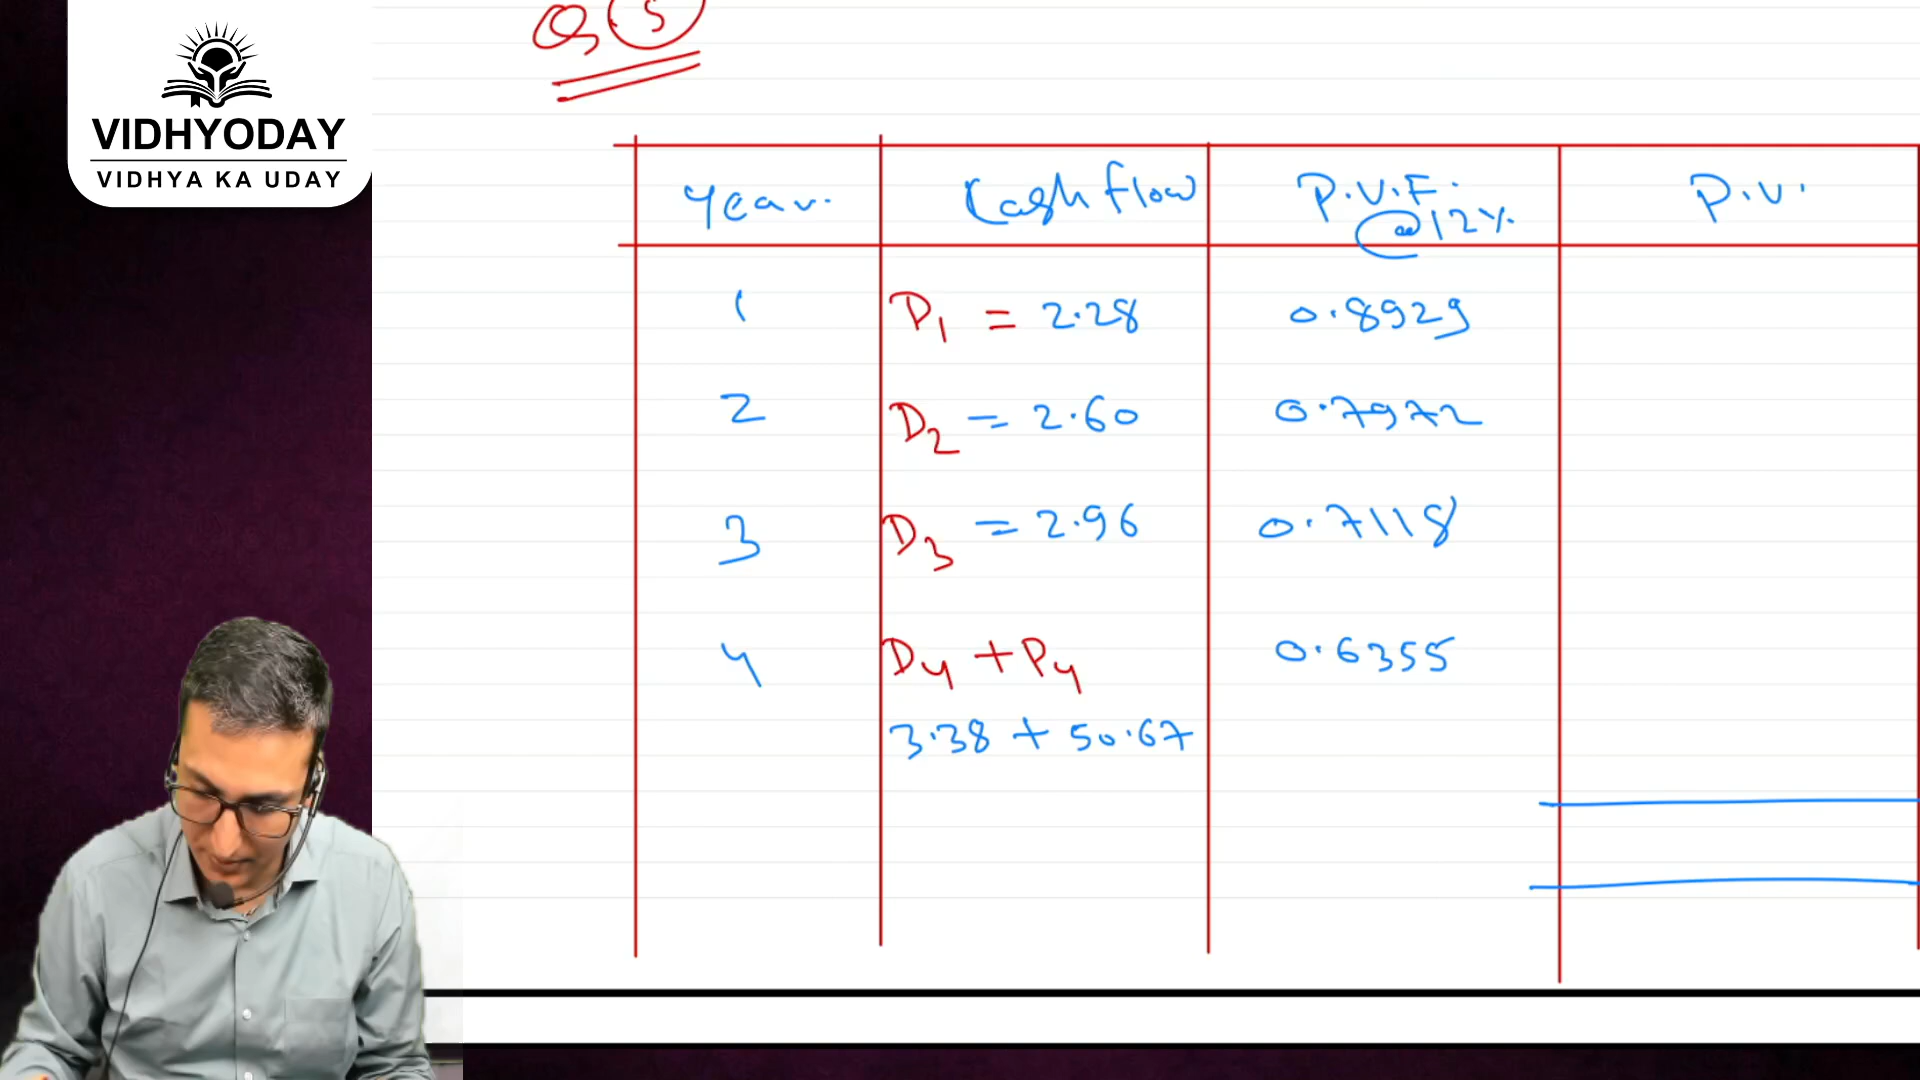 VIDHYODAY
VIDHYA KA UDAY
Q 5
Year. Cash flow P.V.F. @12%. P.V.
1 D1 = 2.28 0.8929
2 D2 = 2.60 0.7972
3 D3 = 2.96 0.7118
4 D4 + P4 0.6355
3.38 + 50.67